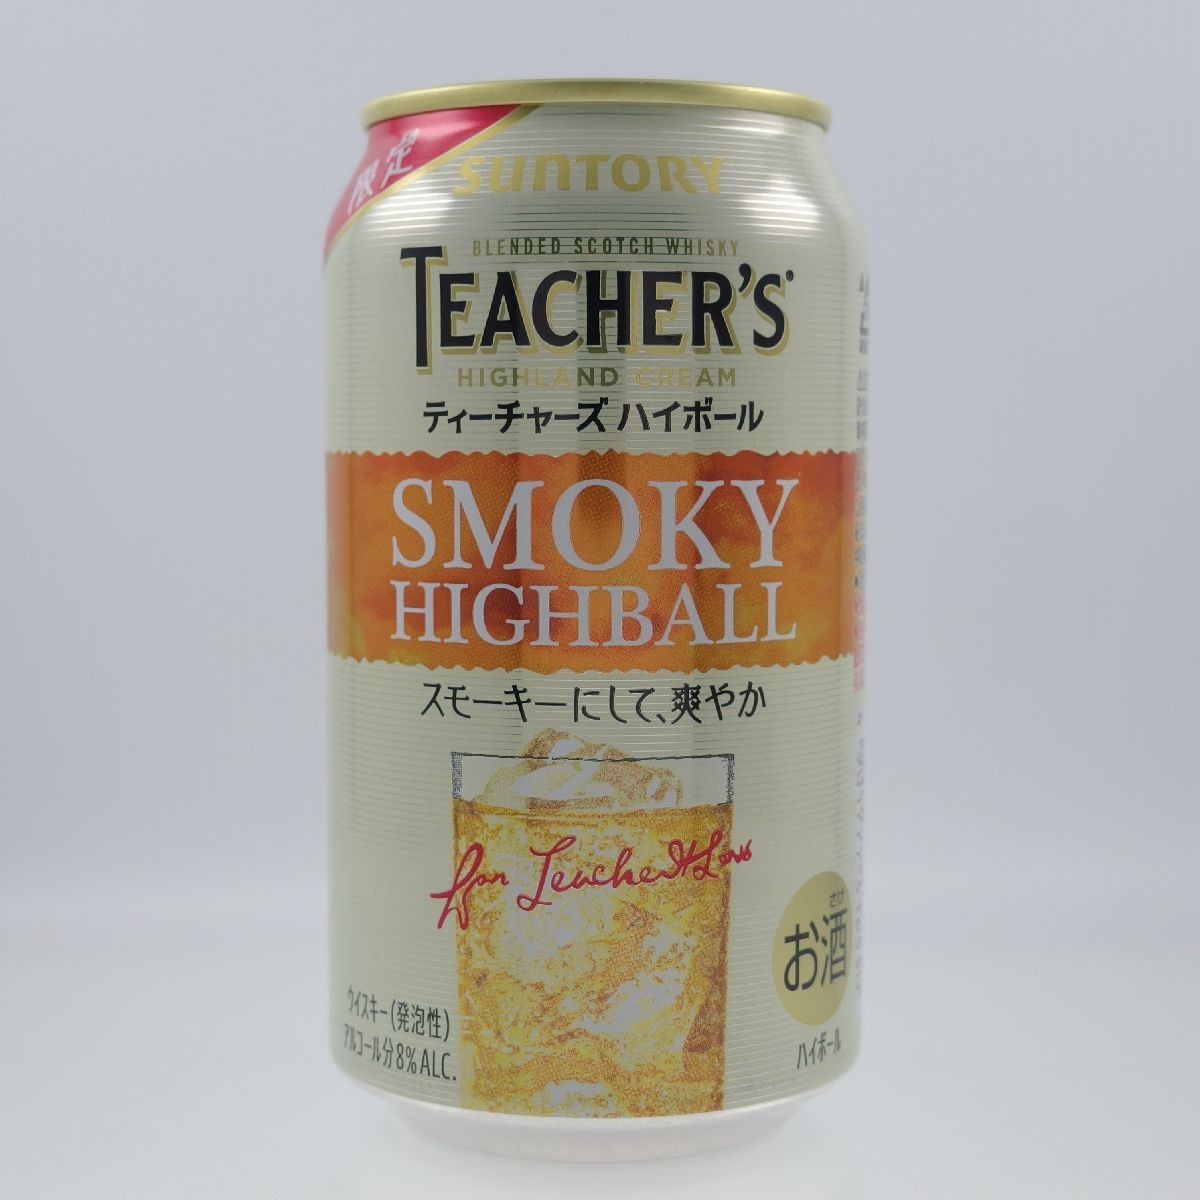 限定
SUNTORY
BLENDED SCOTCH WHISKY
TEACHER'S®
HIGHLAND CREAM
ティーチャーズ ハイボール
SMOKY
HIGHBALL
スモーキーにして、爽やか
さけ
お酒
ウイスキー(発泡性)
アルコール分8%ALC.
ハイボール